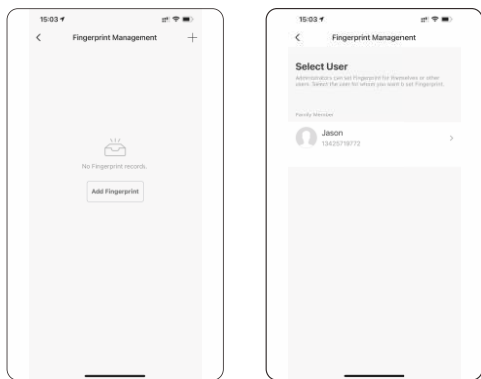 15:03
Fingerprint Management
No Fingerprint records.
Add Fingerprint
15:03
Fingerprint Management
Select User
Administrators can set Fingerprint for themselves or other
users. Select the user for whom you want to set Fingerprint.
Family Member
Jason
13425719772